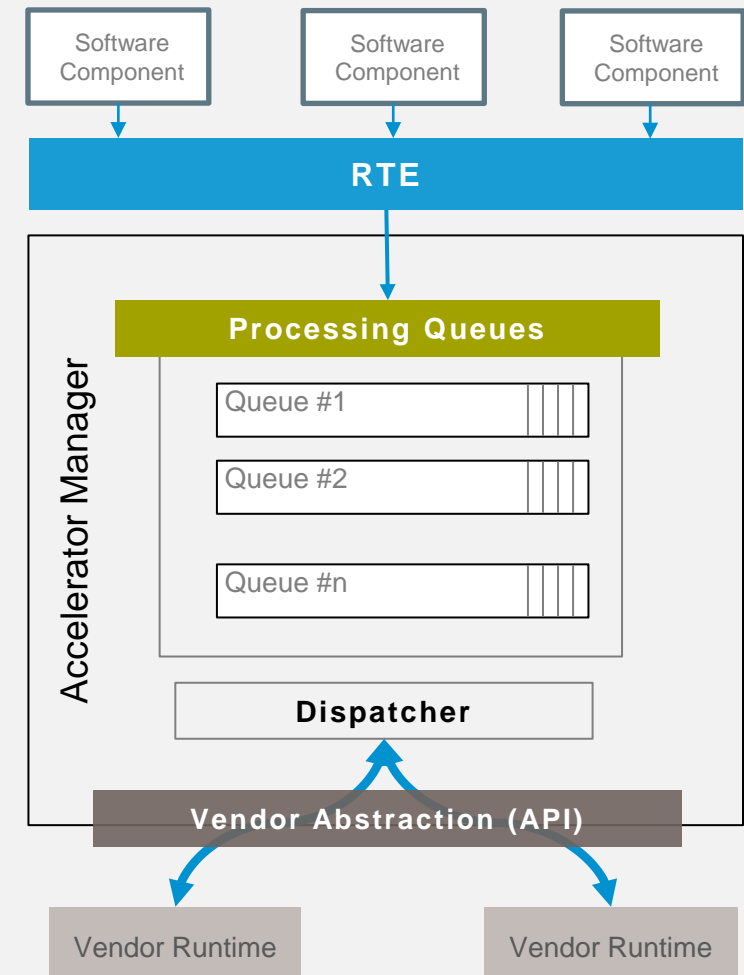 Software
Component
Software
Component
Software
Component
RTE
Accelerator Manager
Processing Queues
Queue #1
Queue #2
Queue #n
Dispatcher
Vendor Abstraction (API)
Vendor Runtime
Vendor Runtime